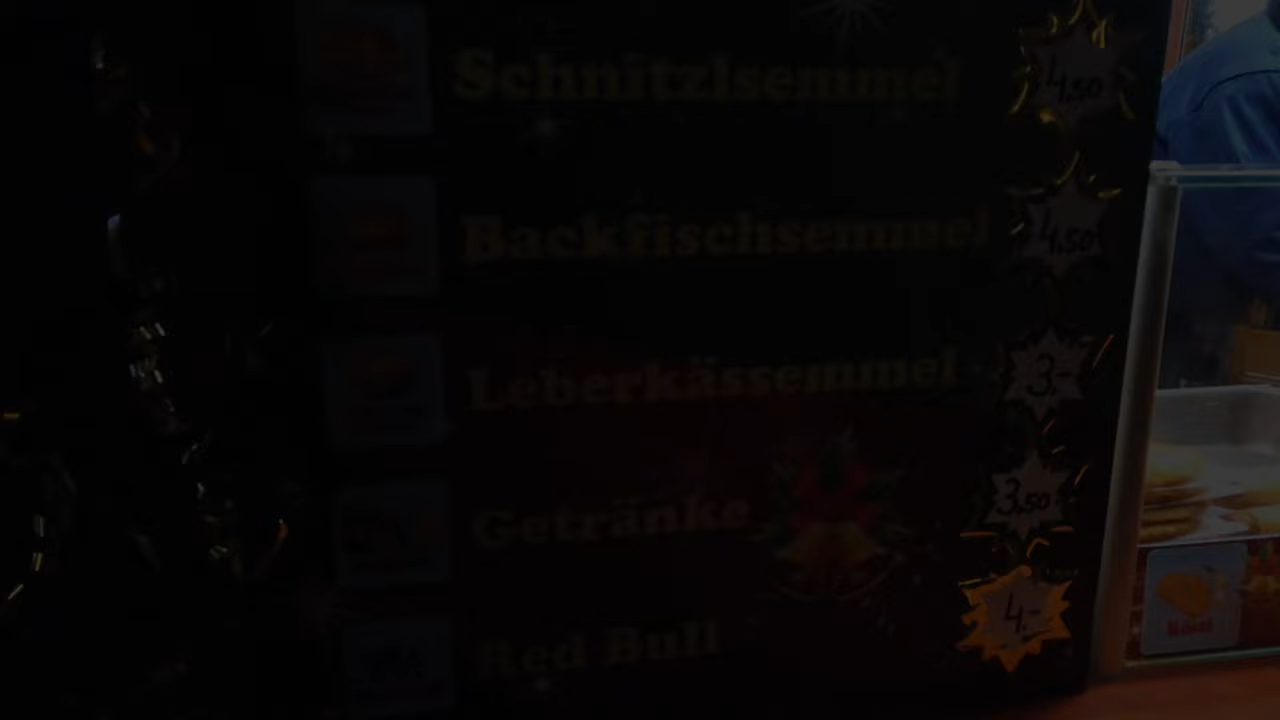 Schnitzlsemmel 4,50
Backfischsemmel 4,50
Leberkässemmel 3.-
Getränke 3,50
Red Bull 4.-